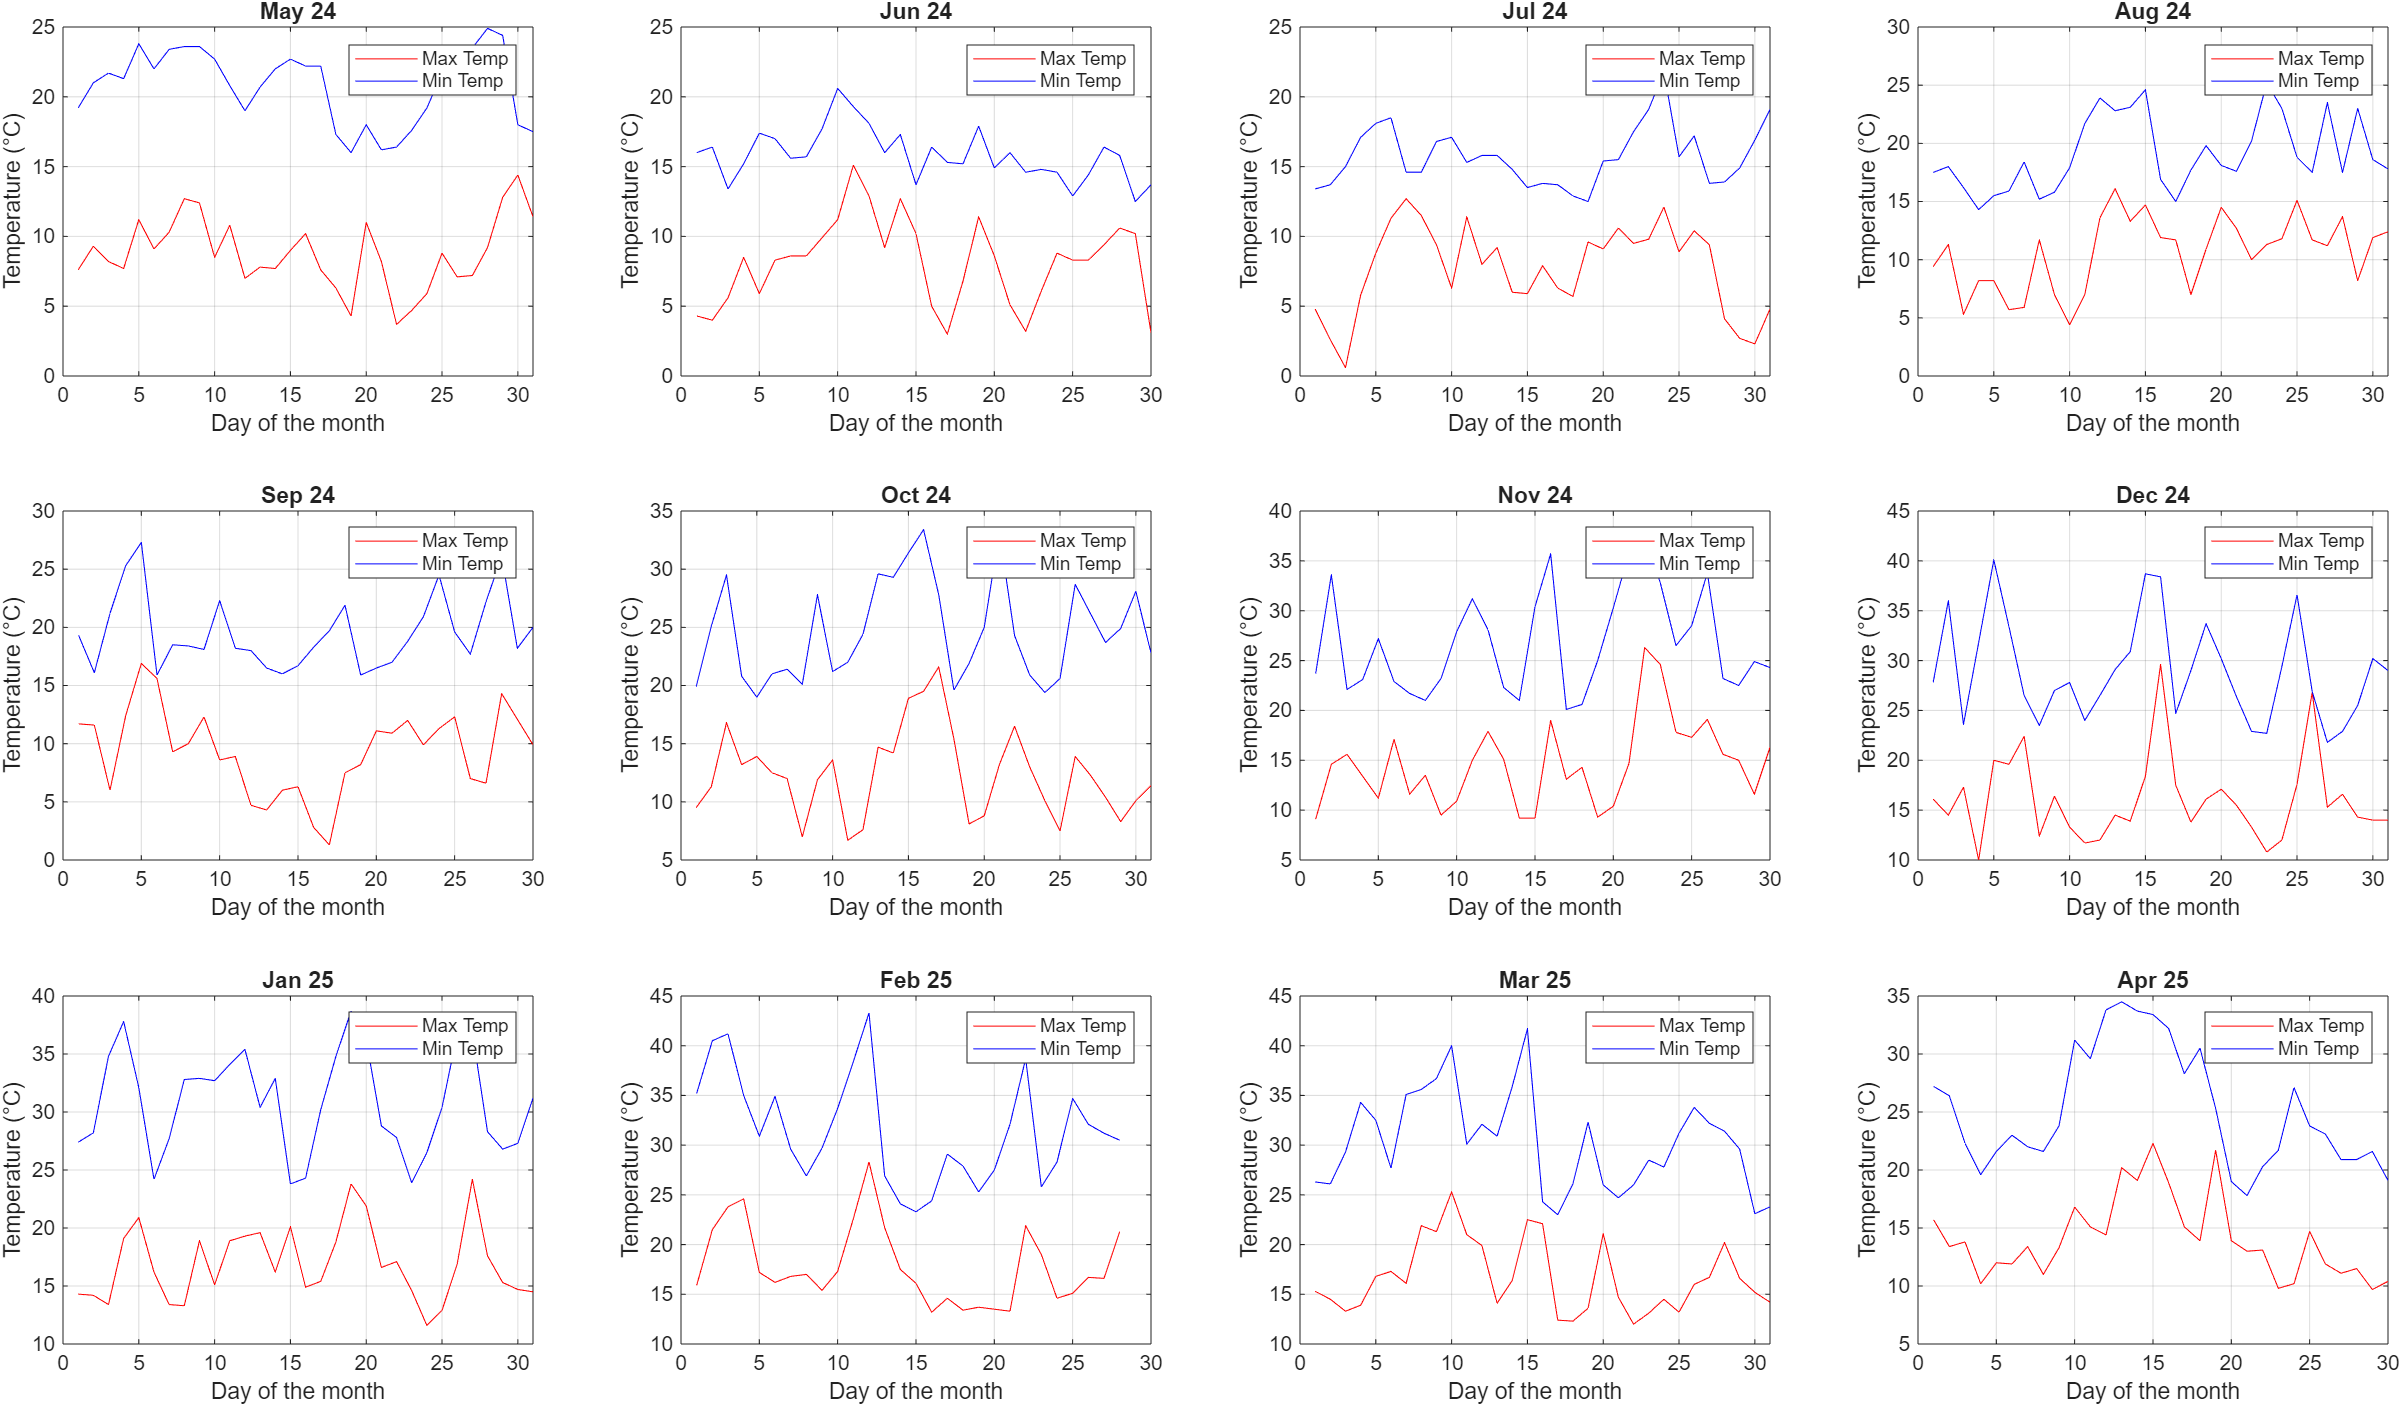 May 24
Jun 24
Jul 24
Aug 24
25
20
15
10
5
0
Temperature (°C)
Max Temp
Min Temp
0 5 10 15 20 25 30
Day of the month
25
20
15
10
5
0
Temperature (°C)
Max Temp
Min Temp
0 5 10 15 20 25 30
Day of the month
25
20
15
10
5
0
Temperature (°C)
Max Temp
Min Temp
0 5 10 15 20 25 30
Day of the month
30
25
20
15
10
5
0
Temperature (°C)
Max Temp
Min Temp
0 5 10 15 20 25 30
Day of the month
Sep 24
Oct 24
Nov 24
Dec 24
30
25
20
15
10
5
0
Temperature (°C)
Max Temp
Min Temp
0 5 10 15 20 25 30
Day of the month
35
30
25
20
15
10
5
Temperature (°C)
Max Temp
Min Temp
0 5 10 15 20 25 30
Day of the month
40
35
30
25
20
15
10
5
Temperature (°C)
Max Temp
Min Temp
0 5 10 15 20 25 30
Day of the month
45
40
35
30
25
20
15
10
Temperature (°C)
Max Temp
Min Temp
0 5 10 15 20 25 30
Day of the month
Jan 25
Feb 25
Mar 25
Apr 25
40
35
30
25
20
15
10
Temperature (°C)
Max Temp
Min Temp
0 5 10 15 20 25 30
Day of the month
45
40
35
30
25
20
15
10
Temperature (°C)
Max Temp
Min Temp
0 5 10 15 20 25 30
Day of the month
45
40
35
30
25
20
15
10
Temperature (°C)
Max Temp
Min Temp
0 5 10 15 20 25 30
Day of the month
35
30
25
20
15
10
5
Temperature (°C)
Max Temp
Min Temp
0 5 10 15 20 25 30
Day of the month